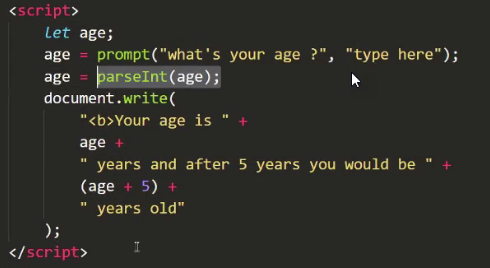 <script>
let age;
age = prompt("what's your age ?", "type here");
age = parseInt(age);
document.write(
"<b>Your age is " +
age +
" years and after 5 years you would be " +
(age + 5) +
" years old"
);
</script>